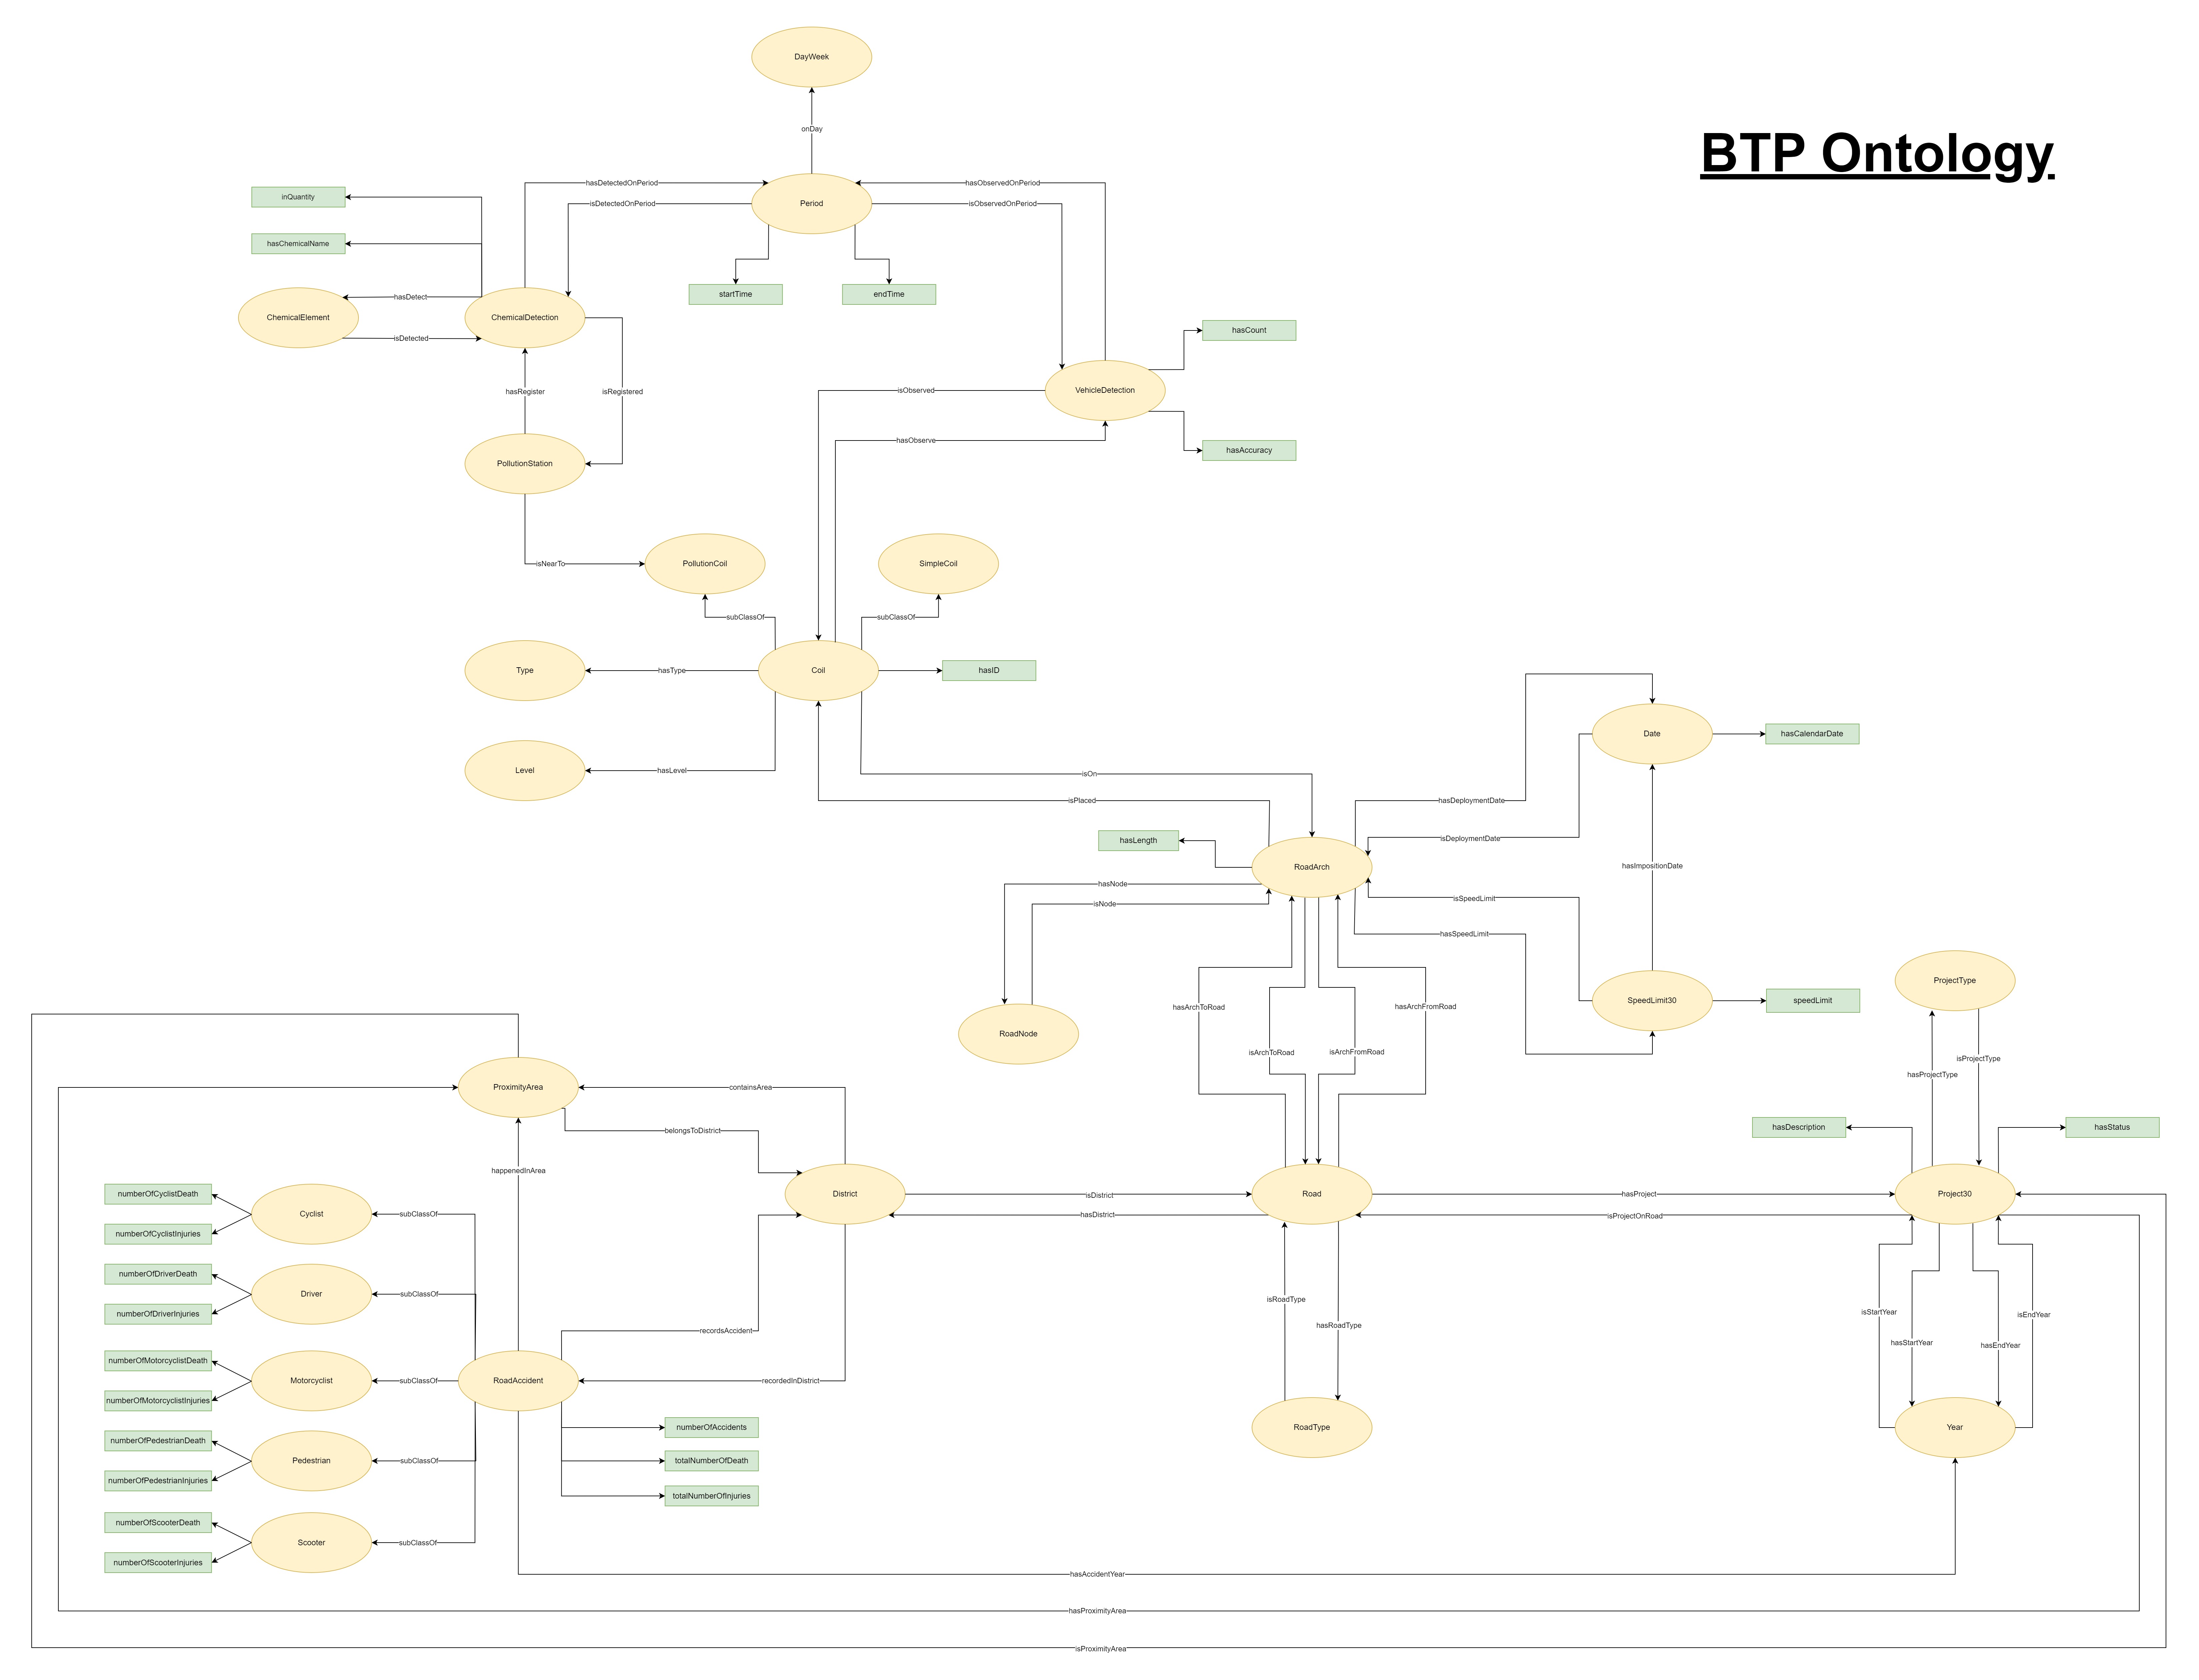 DayWeek
onDay
BTP Ontology
hasDetectedOnPeriod
hasObservedOnPeriod
inQuantity
isDetectedOnPeriod
Period
isObservedOnPeriod
hasChemicalName
startTime
endTime
hasDetect
ChemicalElement
ChemicalDetection
isDetected
hasCount
hasRegister
isRegistered
isObserved
VehicleDetection
hasObserve
hasAccuracy
PollutionStation
isNearTo
PollutionCoil
SimpleCoil
subClassOf
subClassOf
Type
hasType
Coil
hasID
Date
hasCalendarDate
Level
hasLevel
isOn
isPlaced
hasDeploymentDate
hasLength
isDeploymentDate
RoadArch
hasImpositionDate
hasNode
isNode
isSpeedLimit
hasSpeedLimit
ProjectType
hasArchToRoad
hasArchFromRoad
SpeedLimit30
speedLimit
RoadNode
isArchToRoad
isArchFromRoad
isProjectType
hasProjectType
ProximityArea
containsArea
belongsToDistrict
hasDescription
hasStatus
happenedInArea
numberOfCyclistDeath
District
isDistrict
Road
hasProject
Project30
Cyclist
subClassOf
hasDistrict
isProjectOnRoad
numberOfCyclistInjuries
numberOfDriverDeath
Driver
subClassOf
isRoadType
isStartYear
isEndYear
numberOfDriverInjuries
recordsAccident
hasRoadType
hasStartYear
hasEndYear
numberOfMotorcyclistDeath
Motorcyclist
subClassOf
RoadAccident
recordedInDistrict
numberOfMotorcyclistInjuries
numberOfAccidents
RoadType
Year
numberOfPedestrianDeath
Pedestrian
subClassOf
totalNumberOfDeath
numberOfPedestrianInjuries
totalNumberOfInjuries
numberOfScooterDeath
Scooter
subClassOf
numberOfScooterInjuries
hasAccidentYear
hasProximityArea
isProximityArea